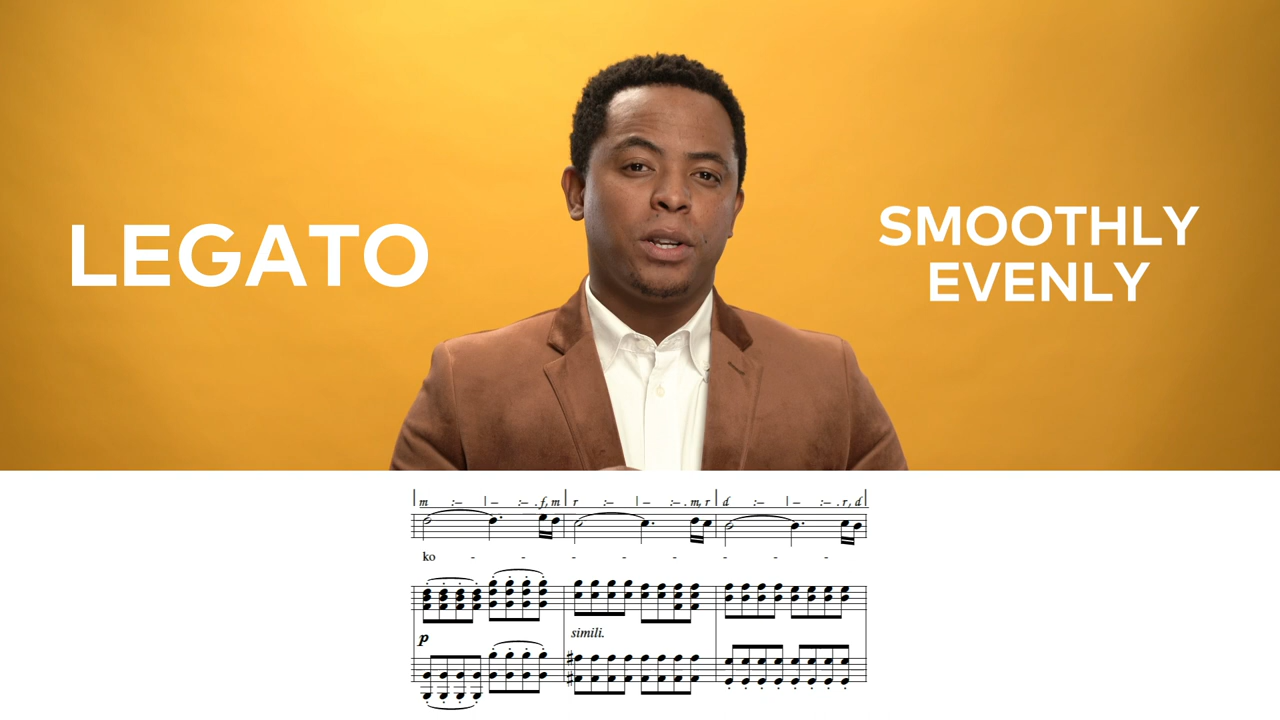 LEGATO
SMOOTHLY
EVENLY
m :– | – :– . f, m | r :– | – :– . m, r | d :– | – :– . r, d
ko - - - - - - - -
p
simili.